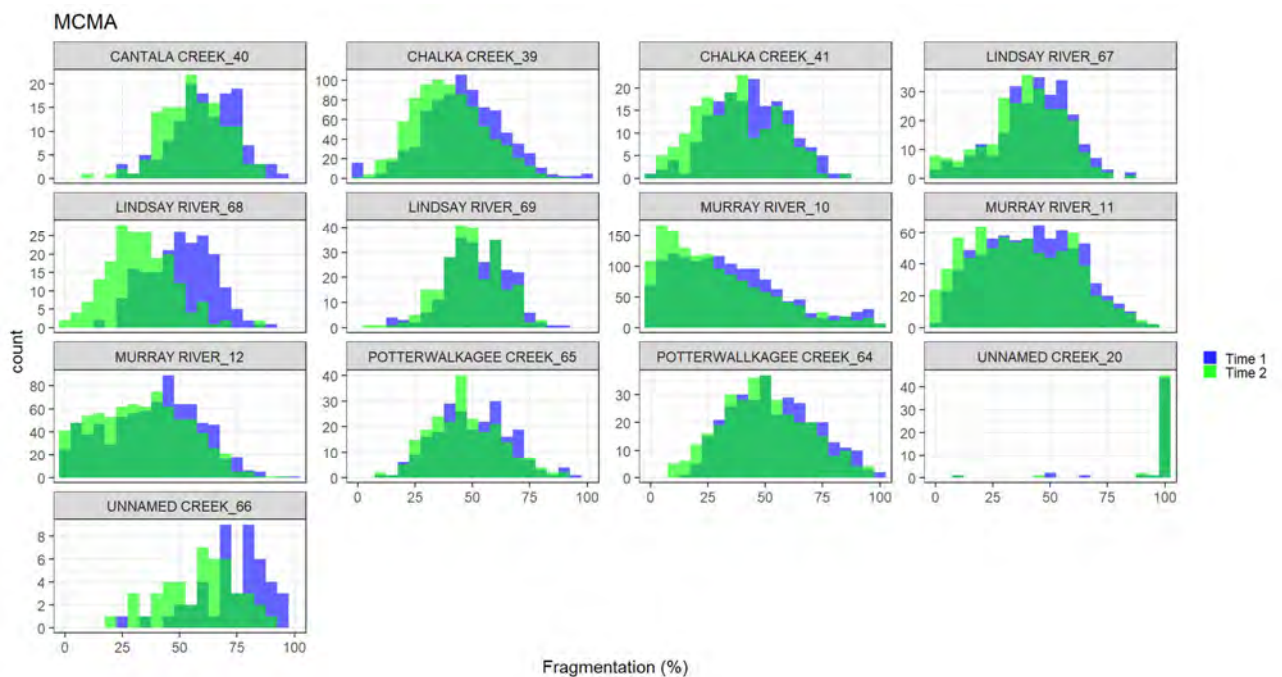 MCMA
CANTALA CREEK_40 CHALKA CREEK_39 CHALKA CREEK_41 LINDSAY RIVER_67
20 15 10 5 0
100 80 60 40 20 0
20 15 10 5 0
30 20 10 0
LINDSAY RIVER_68 LINDSAY RIVER_69 MURRAY RIVER_10 MURRAY RIVER_11
25 20 15 10 5 0
40 30 20 10 0
150 100 50 0
60 40 20 0
MURRAY RIVER_12 POTTERWALKAGEE CREEK_65 POTTERWALLKAGEE CREEK_64 UNNAMED CREEK_20
80 60 40 20 0
40 30 20 10 0
30 20 10 0
40 30 20 10 0
0 25 50 75 100
0 25 50 75 100
0 25 50 75 100
UNNAMED CREEK_66
8 6 4 2 0
0 25 50 75 100
count
Fragmentation (%)
Time 1
Time 2